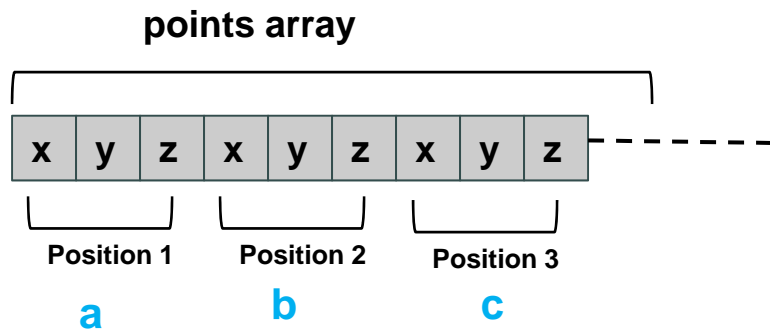 points array
x y z x y z x y z
Position 1 Position 2 Position 3
a b c